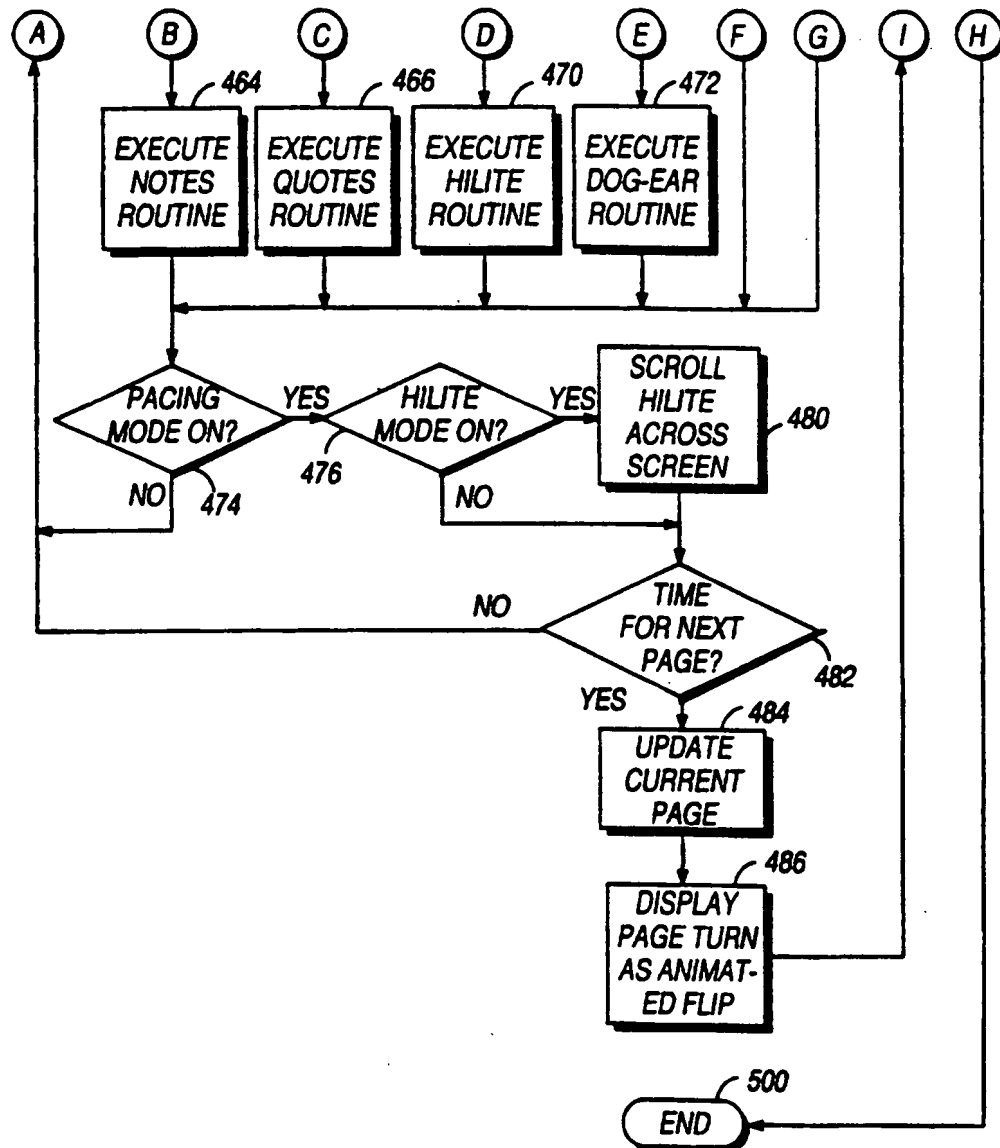 A B C D E F G I H
464 466 470 472
EXECUTE
NOTES
ROUTINE
EXECUTE
QUOTES
ROUTINE
EXECUTE
HILITE
ROUTINE
EXECUTE
DOG-EAR
ROUTINE
PACING
MODE ON?
YES
474
NO
HILITE
MODE ON?
YES
476
NO
SCROLL
HILITE
ACROSS
SCREEN
480
TIME
FOR NEXT
PAGE?
NO
482
YES
484
UPDATE
CURRENT
PAGE
486
DISPLAY
PAGE TURN
AS ANIMAT-
ED FLIP
500
END